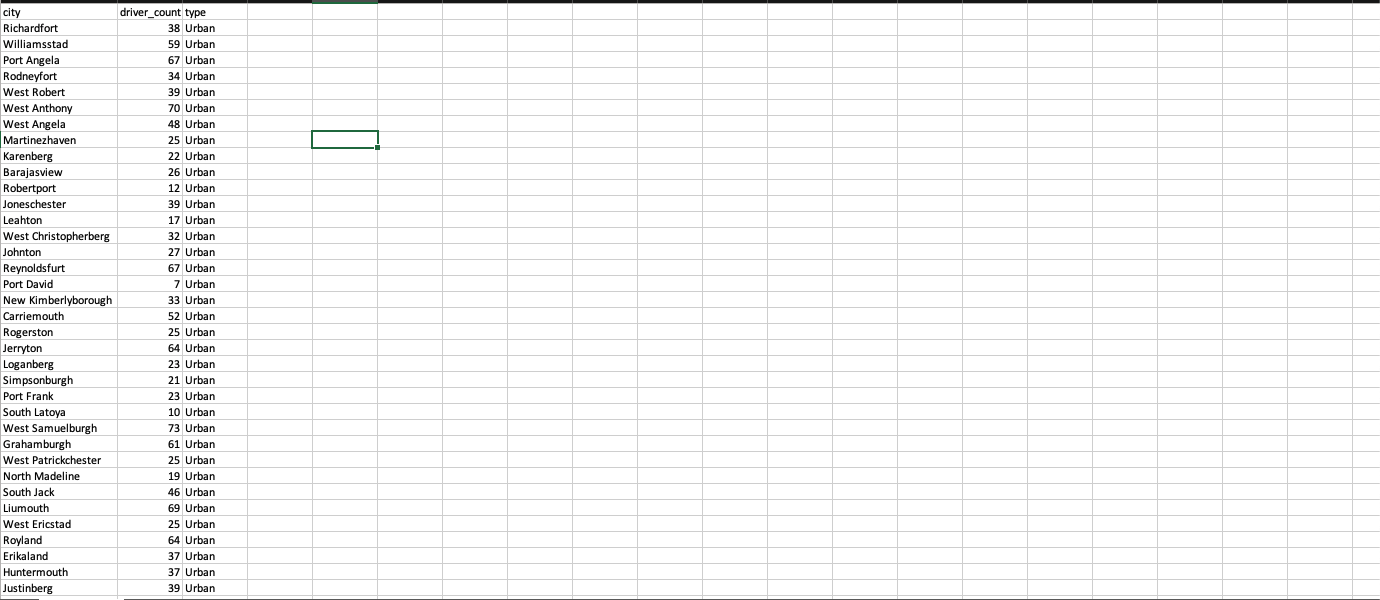 city driver_count type
Richardfort 38 Urban
Williamsstad 59 Urban
Port Angela 67 Urban
Rodneyfort 34 Urban
West Robert 39 Urban
West Anthony 70 Urban
West Angela 48 Urban
Martinezhaven 25 Urban
Karenberg 22 Urban
Barajasview 26 Urban
Robertport 12 Urban
Joneschester 39 Urban
Leahton 17 Urban
West Christopherberg 32 Urban
Johnton 27 Urban
Reynoldsfurt 67 Urban
Port David 7 Urban
New Kimberlyborough 33 Urban
Carriemouth 52 Urban
Rogerston 25 Urban
Jerryton 64 Urban
Loganberg 23 Urban
Simpsonburgh 21 Urban
Port Frank 23 Urban
South Latoya 10 Urban
West Samuelburgh 73 Urban
Grahamburgh 61 Urban
West Patrickchester 25 Urban
North Madeline 19 Urban
South Jack 46 Urban
Liumouth 69 Urban
West Ericstad 25 Urban
Royland 64 Urban
Erikaland 37 Urban
Huntermouth 37 Urban
Justinberg 39 Urban